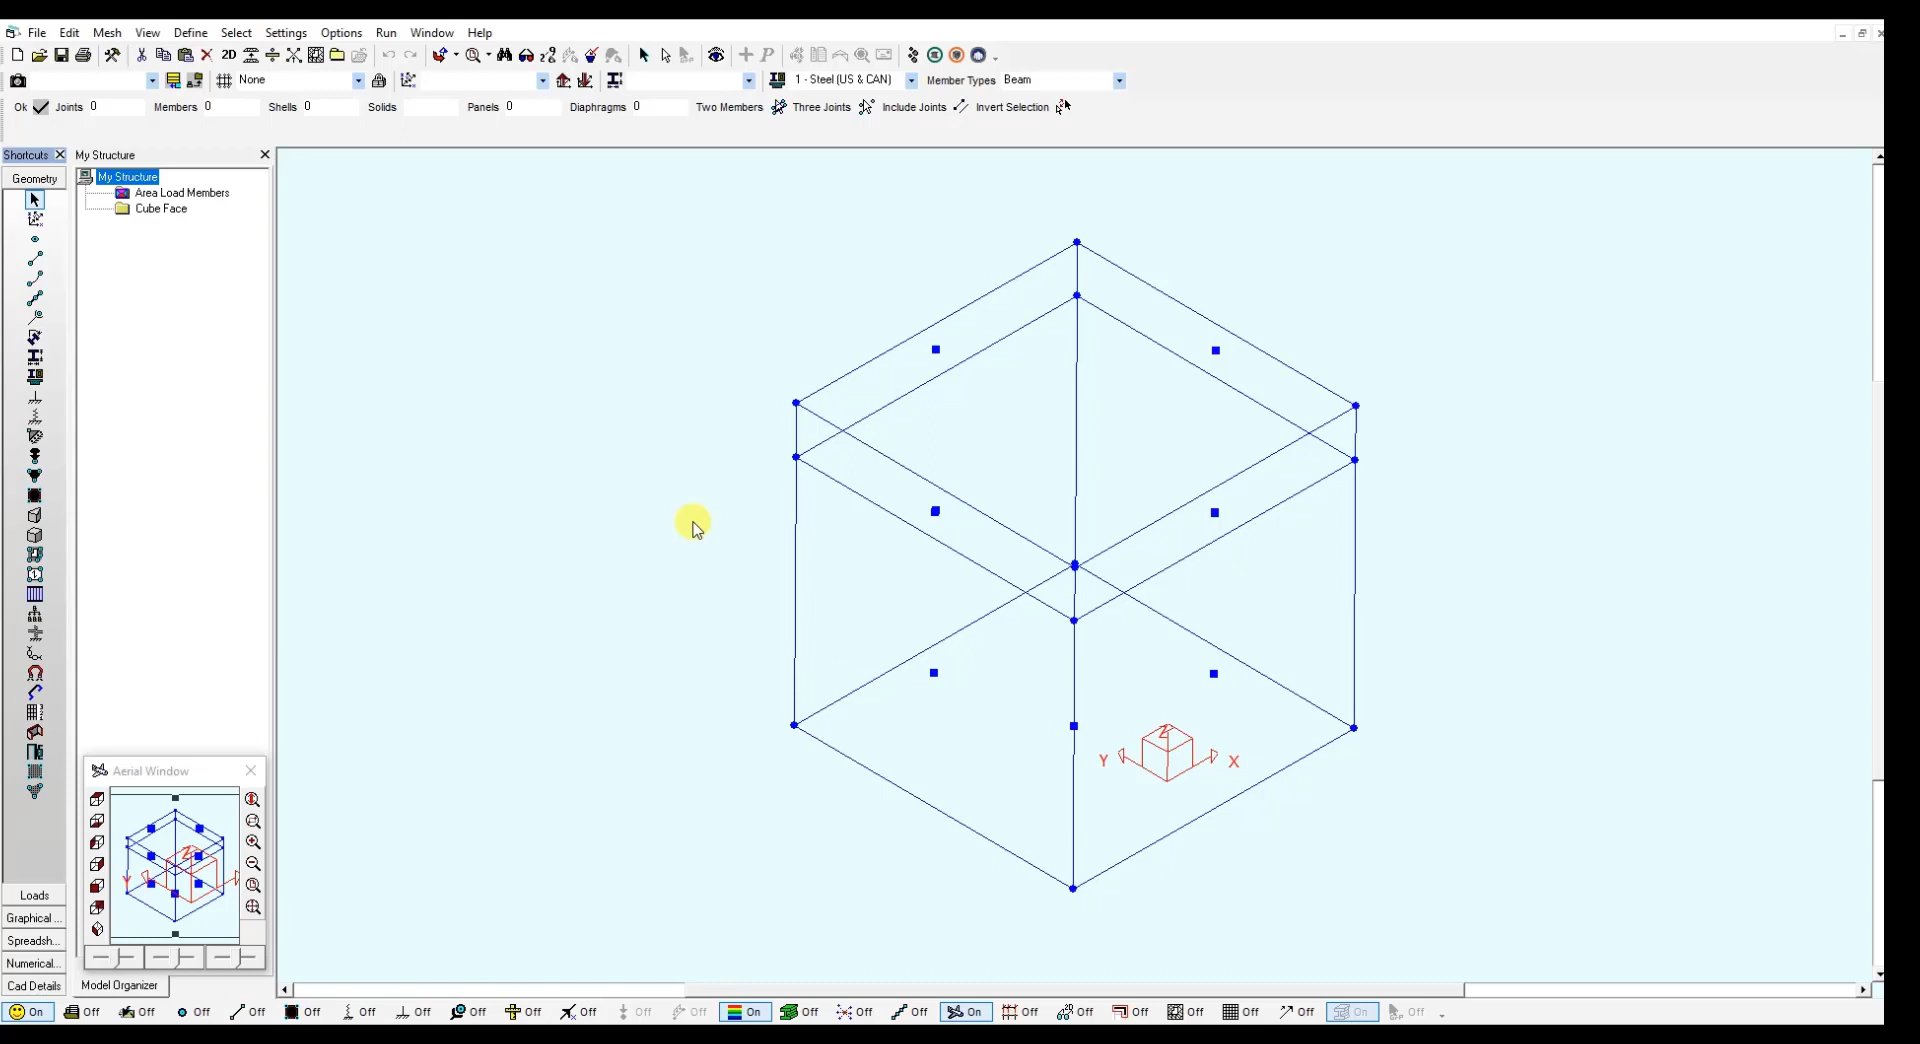 File Edit Mesh View Define Select Settings Options Run Window Help
2D
None 1 - Steel (US & CAN) Member Types Beam
Ok Joints 0 Members 0 Shells 0 Solids Panels 0 Diaphragms 0 Two Members Three Joints Include Joints Invert Selection
Shortcuts My Structure
Geometry My Structure
Area Load Members
Cube Face
Z
Y X
Aerial Window
Z
Y
Loads
Graphical ...
Spreadsh...
Numerical...
Cad Details Model Organizer
On Off Off Off Off Off Off Off Off Off Off Off Off On Off Off Off On Off Off Off Off Off Off On Off